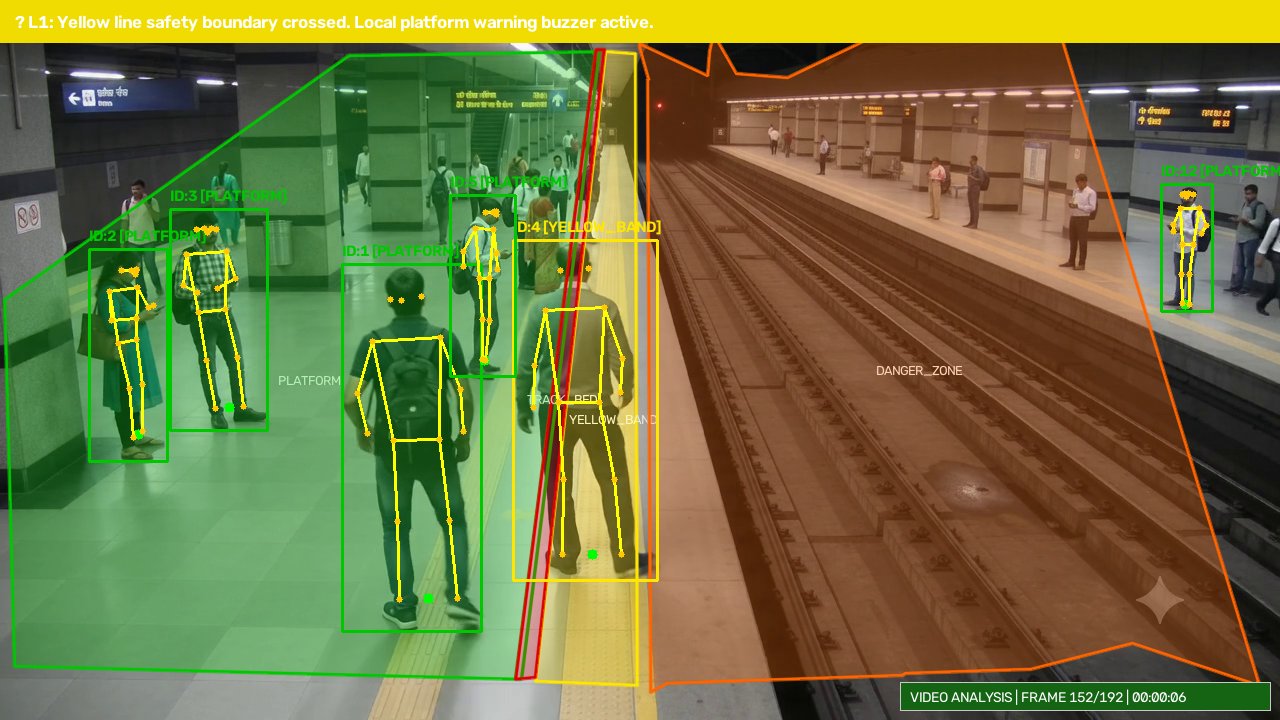 ? L1: Yellow line safety boundary crossed. Local platform warning buzzer active.
ID:3 [PLATFORM]
ID:2 [PLATFORM]
ID:1 [PLATFORM]
ID:5 [PLATFORM]
D:4 [YELLOW_BAND]
ID:22 [PLATFORM
PLATFORM
TRACK_BED
YELLOW_BAND
DANGER_ZONE
VIDEO ANALYSIS | FRAME 152/192 | 00:00:06